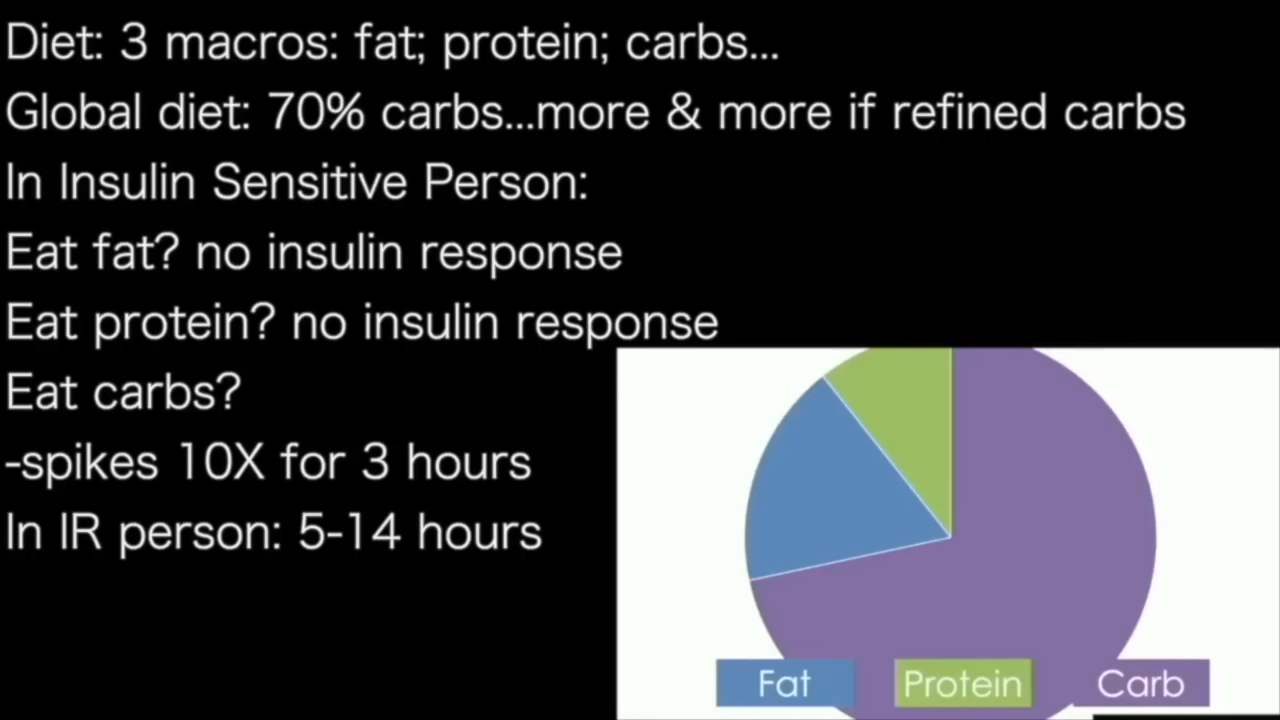 Diet: 3 macros: fat; protein; carbs...
Global diet: 70% carbs...more & more if refined carbs
In Insulin Sensitive Person:
Eat fat? no insulin response
Eat protein? no insulin response
Eat carbs?
-spikes 10X for 3 hours
In IR person: 5-14 hours
Fat Protein Carb